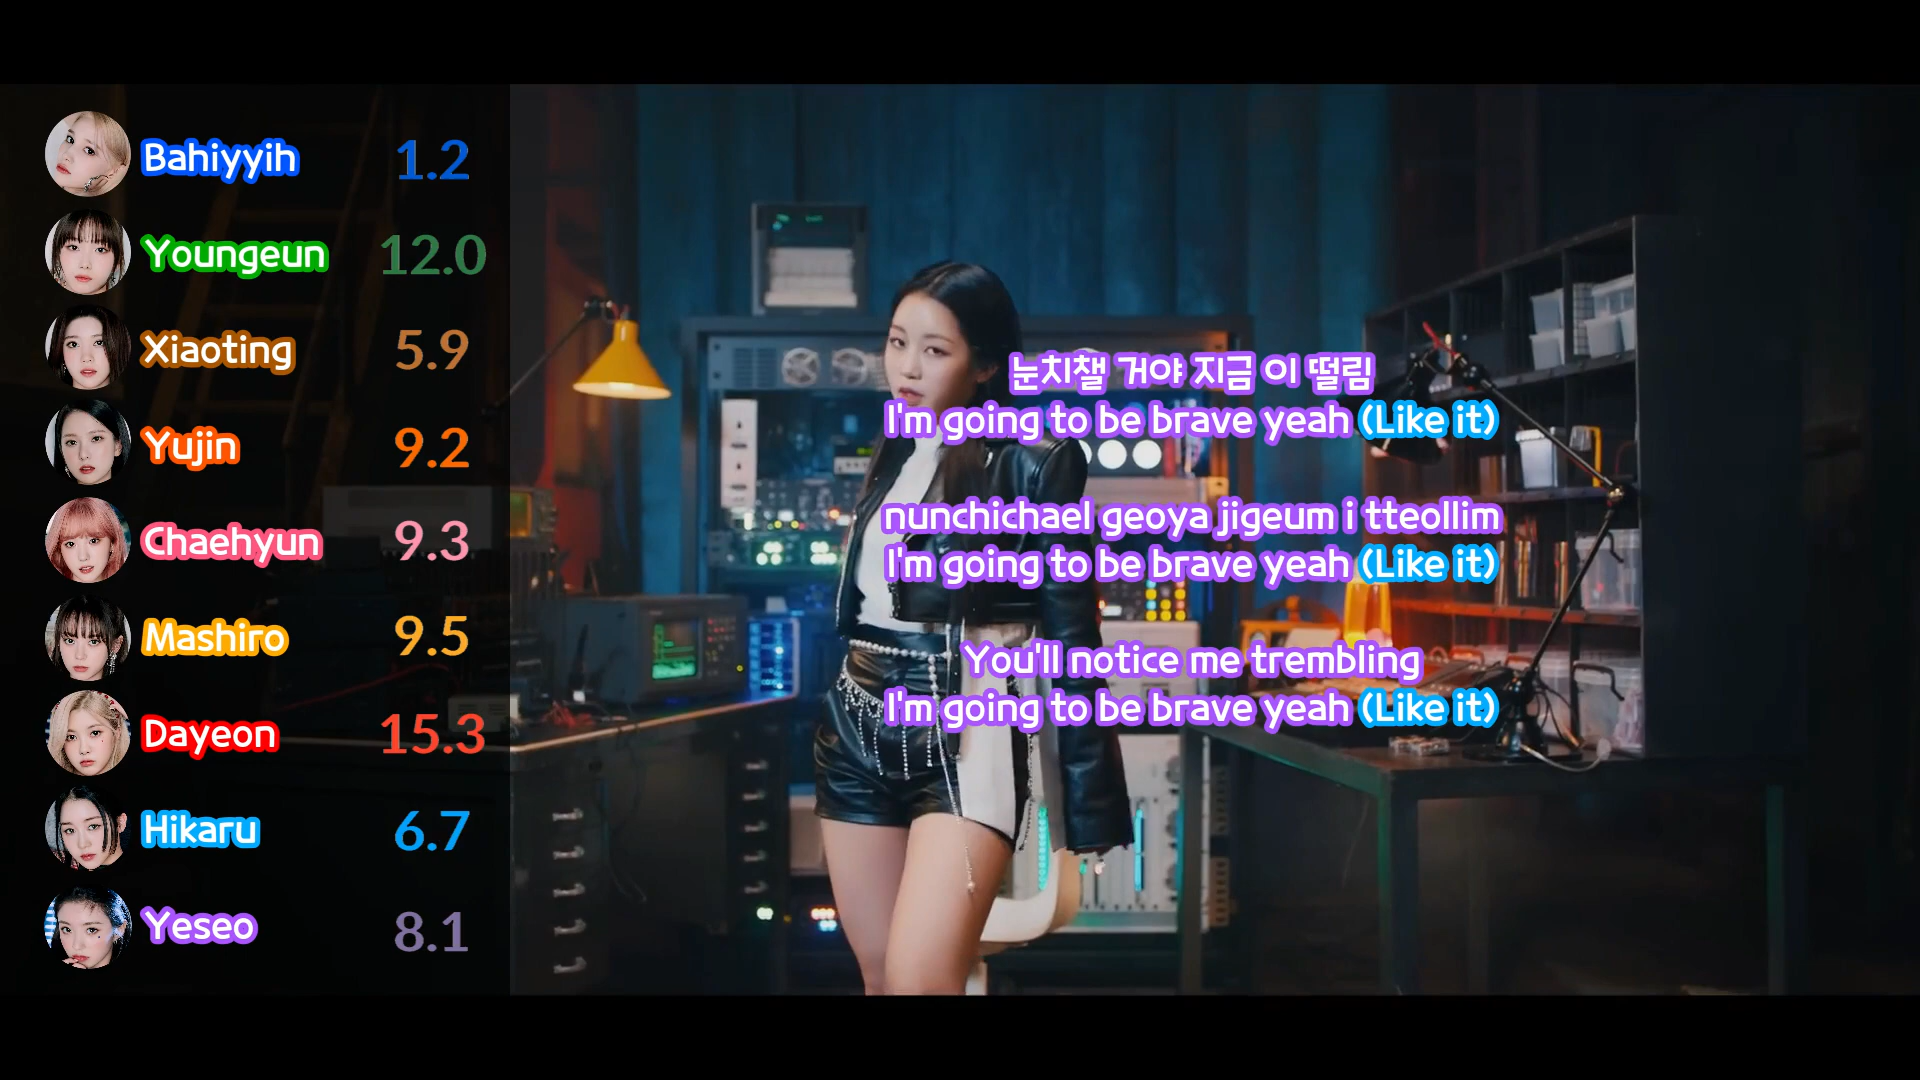 Bahiyyih 1.2
Youngeun 12.0
Xiaoting 5.9
Yujin 9.2
Chaehyun 9.3
Mashiro 9.5
Dayeon 15.3
Hikaru 6.7
Yeseo 8.1
눈치챌 거야 지금 이 떨림
I'm going to be brave yeah (Like it)
nunchichael geoya jigeum i tteollim
I'm going to be brave yeah (Like it)
You'll notice me trembling
I'm going to be brave yeah (Like it)